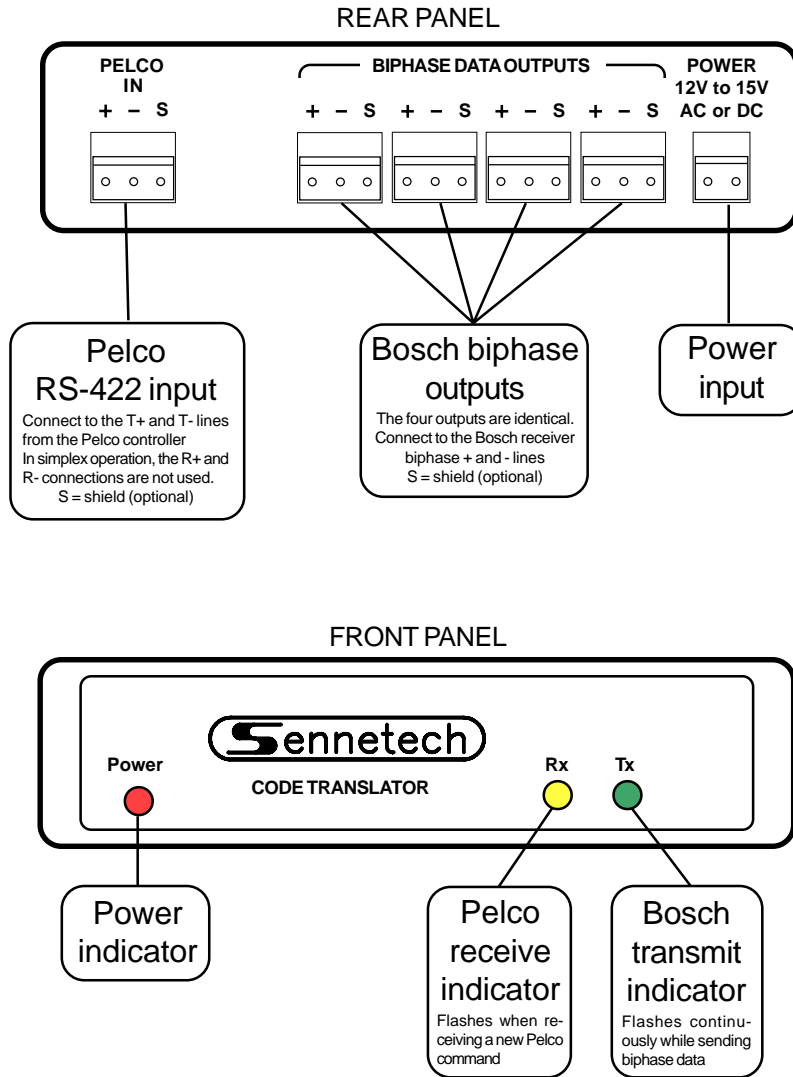 REAR PANEL
PELCO
IN
+ − S
BIPHASE DATA OUTPUTS
+ − S + − S + − S + − S
POWER
12V to 15V
AC or DC
Pelco
RS-422 input
Connect to the T+ and T- lines
from the Pelco controller
In simplex operation, the R+ and
R- connections are not used.
S = shield (optional)
Bosch biphase
outputs
The four outputs are identical.
Connect to the Bosch receiver
biphase + and - lines
S = shield (optional)
Power
input
FRONT PANEL
Sennetech
CODE TRANSLATOR
Power
Rx
Tx
Power
indicator
Pelco
receive
indicator
Flashes when re-
ceiving a new Pelco
command
Bosch
transmit
indicator
Flashes continu-
ously while sending
biphase data